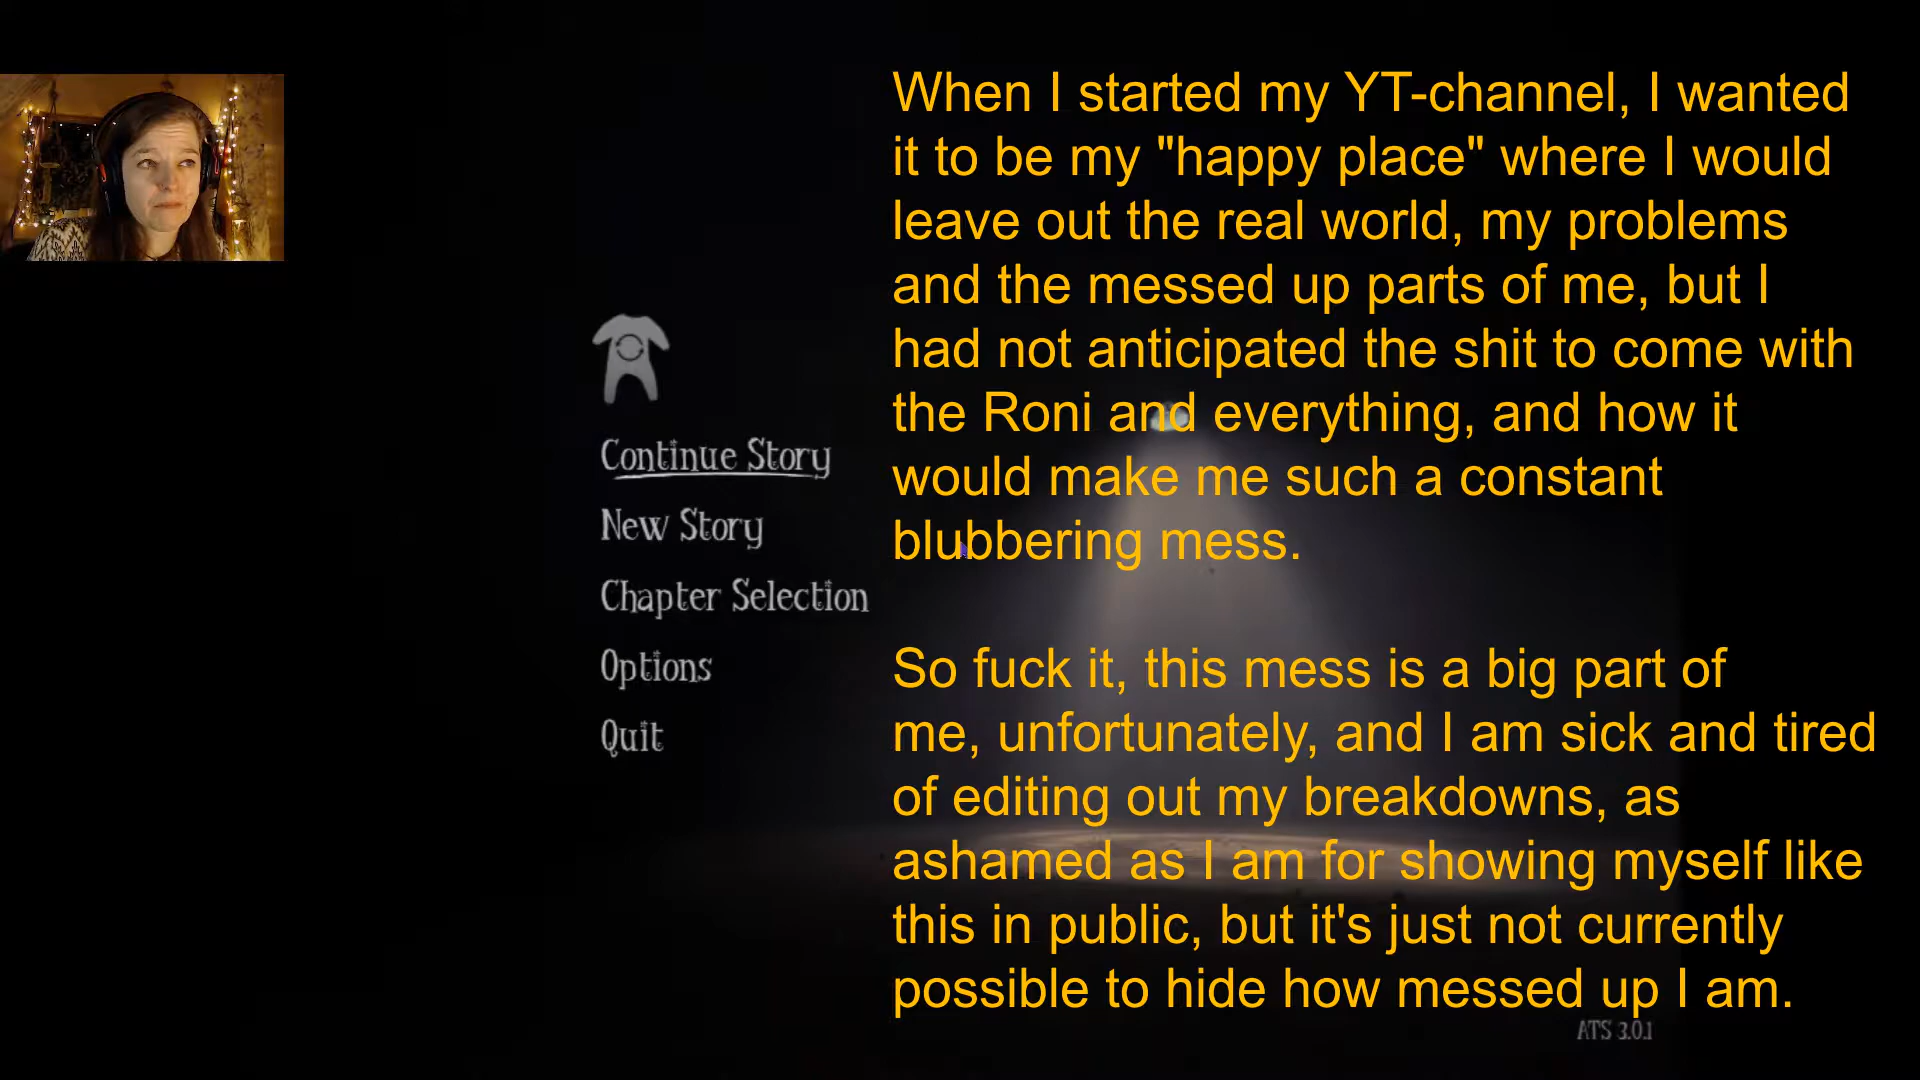 When I started my YT-channel, I wanted
it to be my "happy place" where I would
leave out the real world, my problems
and the messed up parts of me, but I
had not anticipated the shit to come with
the Roni and everything, and how it
would make me such a constant
blubbering mess.
So fuck it, this mess is a big part of
me, unfortunately, and I am sick and tired
of editing out my breakdowns, as
ashamed as I am for showing myself like
this in public, but it's just not currently
possible to hide how messed up I am.
Continue Story
New Story
Chapter Selection
Options
Quit
ATS 3.0.1